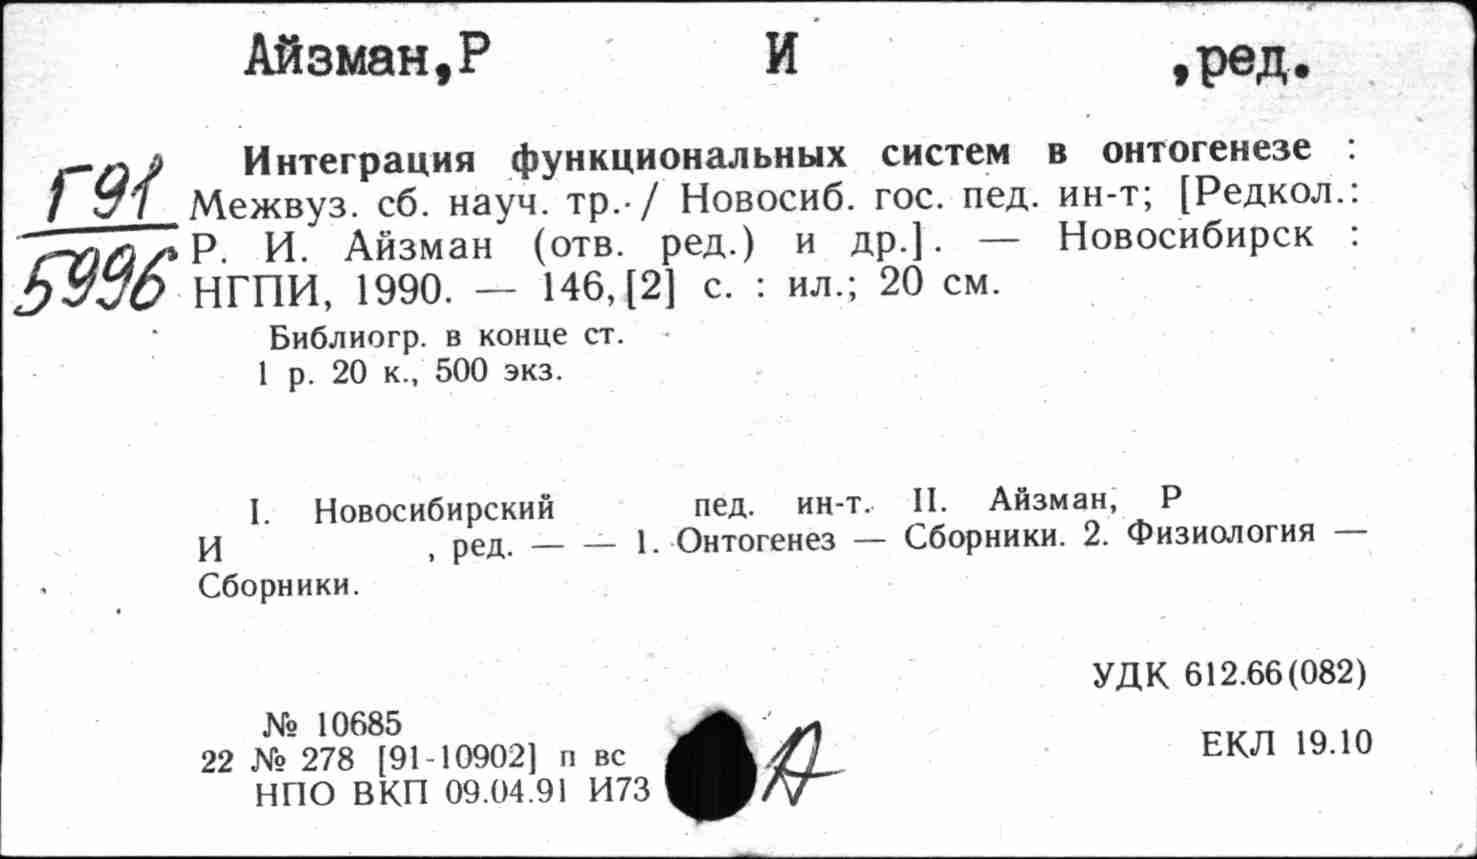 Айзман,Р И ,ред.
Г91
5996
Интеграция функциональных систем в онтогенезе :
Межвуз. сб. науч. тр. / Новосиб. гос. пед. ин-т; [Редкол.:
Р. И. Айзман (отв. ред.) и др.]. — Новосибирск :
НГПИ, 1990. — 146,[2] с. : ил.; 20 см.
Библиогр. в конце ст.
1 р. 20 к., 500 экз.
I. Новосибирский пед. ин-т. II. Айзман, Р
И , ред. — — 1. Онтогенез — Сборники. 2. Физиология —
Сборники.
УДК 612.66(082)
№ 10685
22 № 278 [91-10902] п вс
ЕКЛ 19.10
НПО ВКП 09.04.91 И73
А